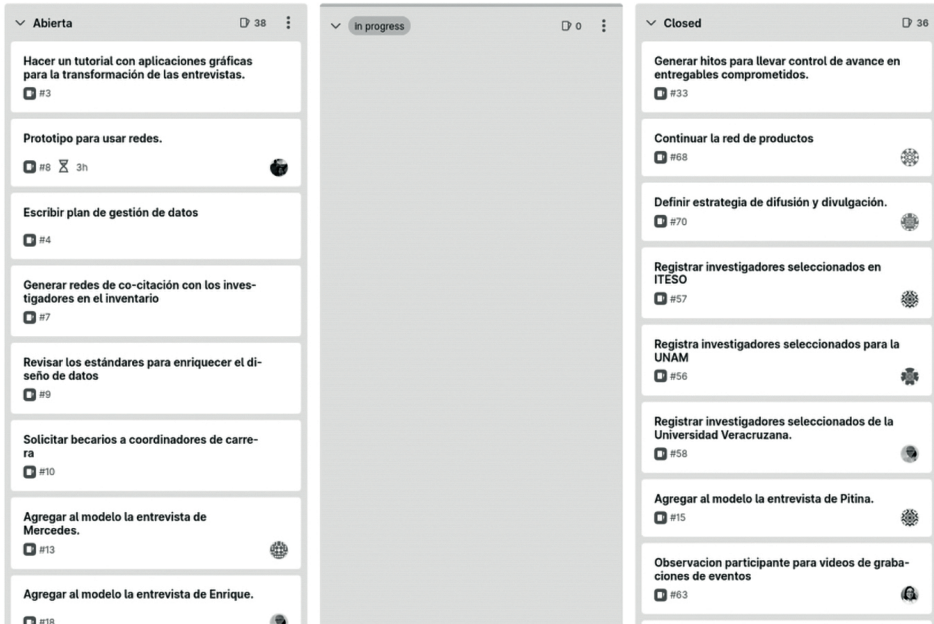 Abierta
38
Hacer un tutorial con aplicaciones gráficas
para la transformación de las entrevistas.
#3
Prototipo para usar redes.
#8 3h
Escribir plan de gestión de datos
#4
Generar redes de co-citación con los inves-
tigadores en el inventario
#7
Revisar los estándares para enriquecer el di-
seño de datos
#9
Solicitar becarios a coordinadores de carre-
ra
#10
Agregar al modelo la entrevista de
Mercedes.
#13
Agregar al modelo la entrevista de Enrique.
#18
in progress
0
Closed
36
Generar hitos para llevar control de avance en
entregables comprometidos.
#33
Continuar la red de productos
#68
Definir estrategia de difusión y divulgación.
#70
Registrar investigadores seleccionados en
ITESO
#57
Registra investigadores seleccionados para la
UNAM
#56
Registrar investigadores seleccionados de la
Universidad Veracruzana.
#58
Agregar al modelo la entrevista de Pitina.
#15
Observacion participante para videos de graba-
ciones de eventos
#63